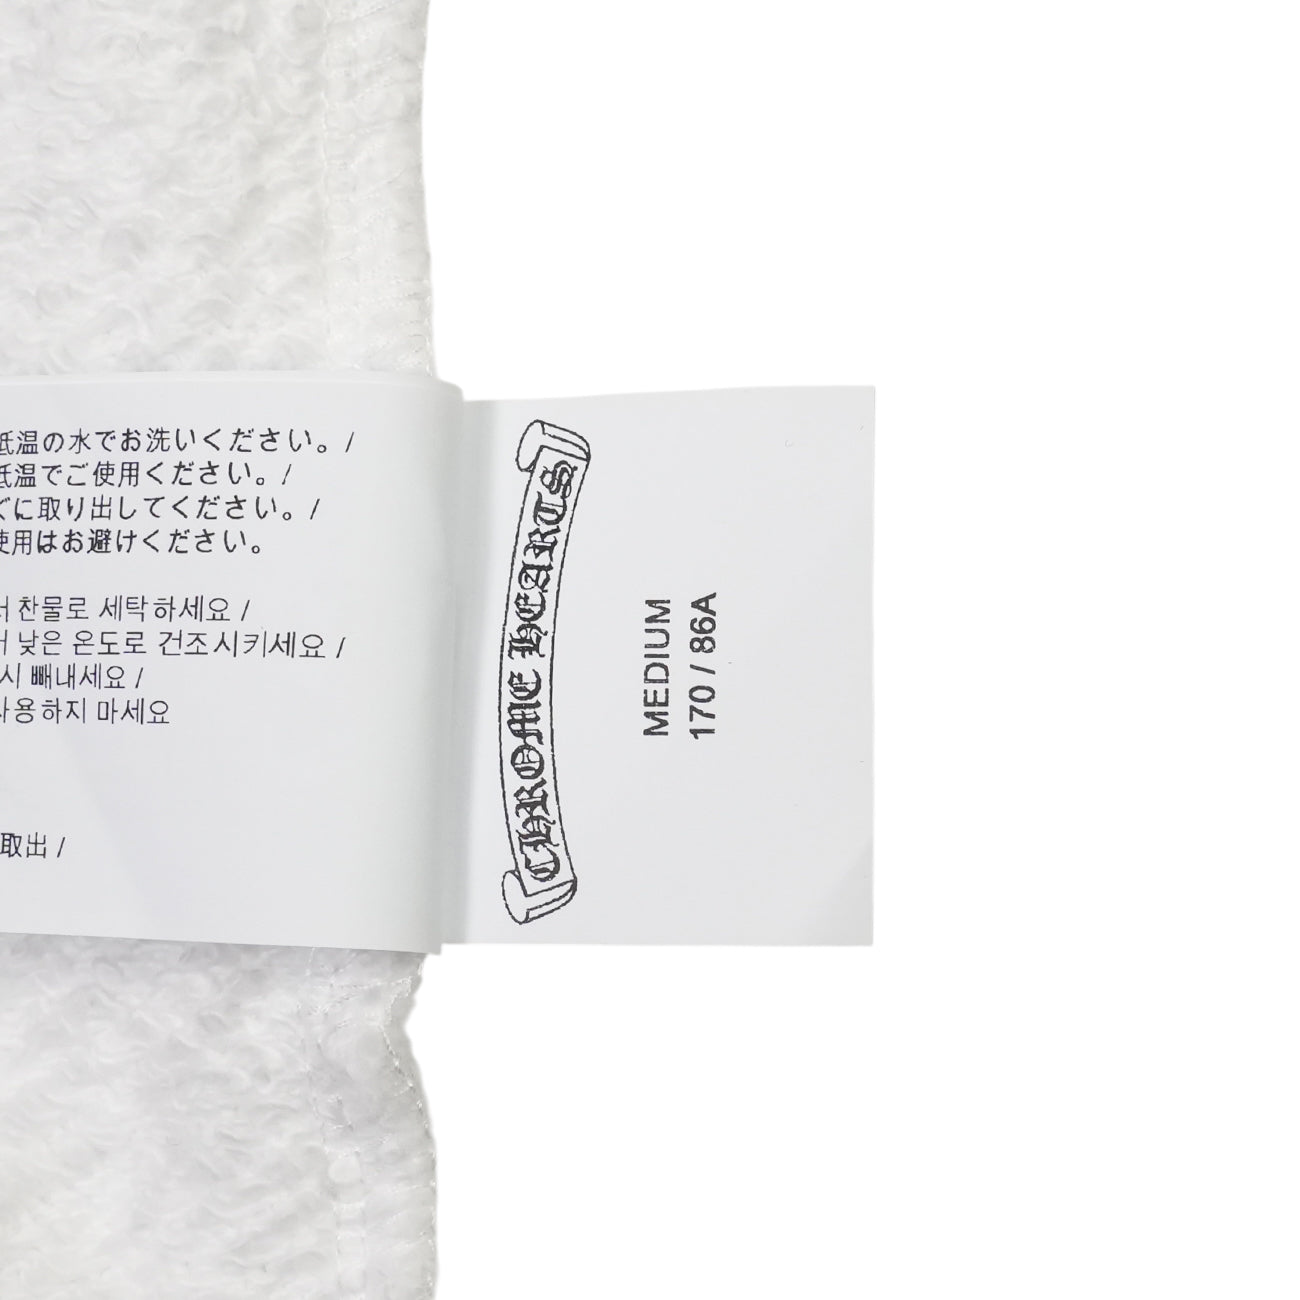 低温の水でお洗いください。/
低温でご使用ください。/
ぐに取り出してください。/
使用はお避けください。
서 찬물로 세탁하세요 /
서 낮은 온도로 건조시키세요 /
시 빼내세요 /
사용하지 마세요
取出 /
CHROME HEARTS
MEDIUM
170 / 86A